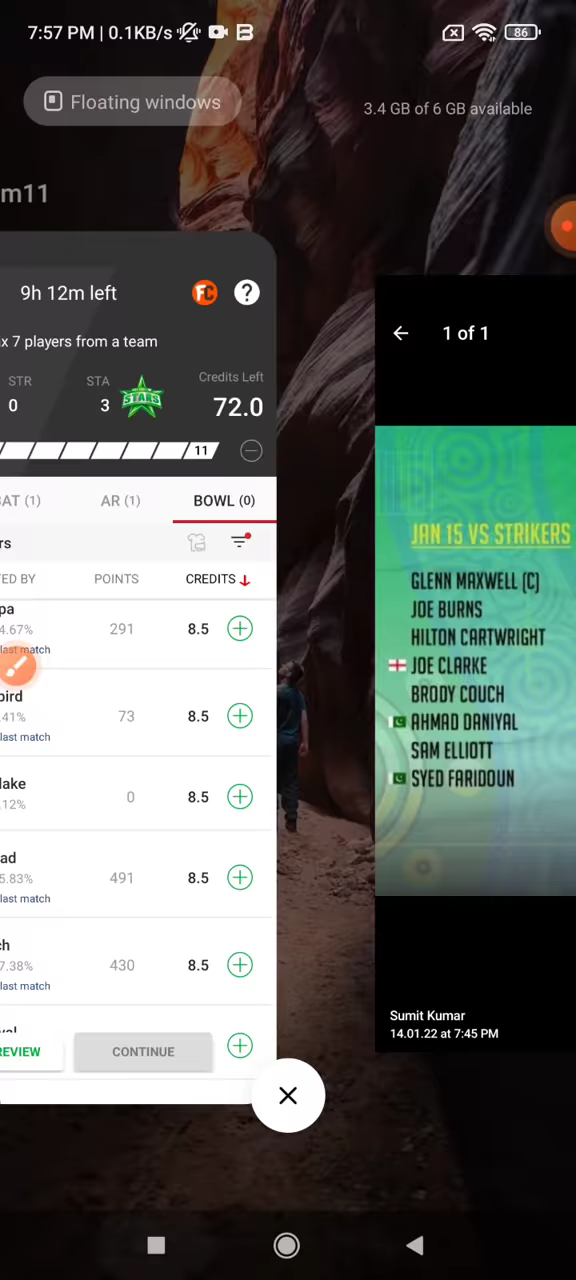 7:57 PM | 0.1KB/s
86
Floating windows
3.4 GB of 6 GB available
m11
9h 12m left
FC
?
x 7 players from a team
STR
STA
Credits Left
0
3
STARS
72.0
11
BAT (1)
AR (1)
BOWL (0)
rs
TED BY
POINTS
CREDITS
pa
4.67%
291
8.5
last match
bird
.41%
73
8.5
last match
lake
.12%
0
8.5
ad
5.83%
491
8.5
last match
ch
7.38%
430
8.5
last match
REVIEW
CONTINUE
1 of 1
JAN 15 VS STRIKERS
GLENN MAXWELL (C)
JOE BURNS
HILTON CARTWRIGHT
JOE CLARKE
BRODY COUCH
AHMAD DANIYAL
SAM ELLIOTT
SYED FARIDOUN
Sumit Kumar
14.01.22 at 7:45 PM